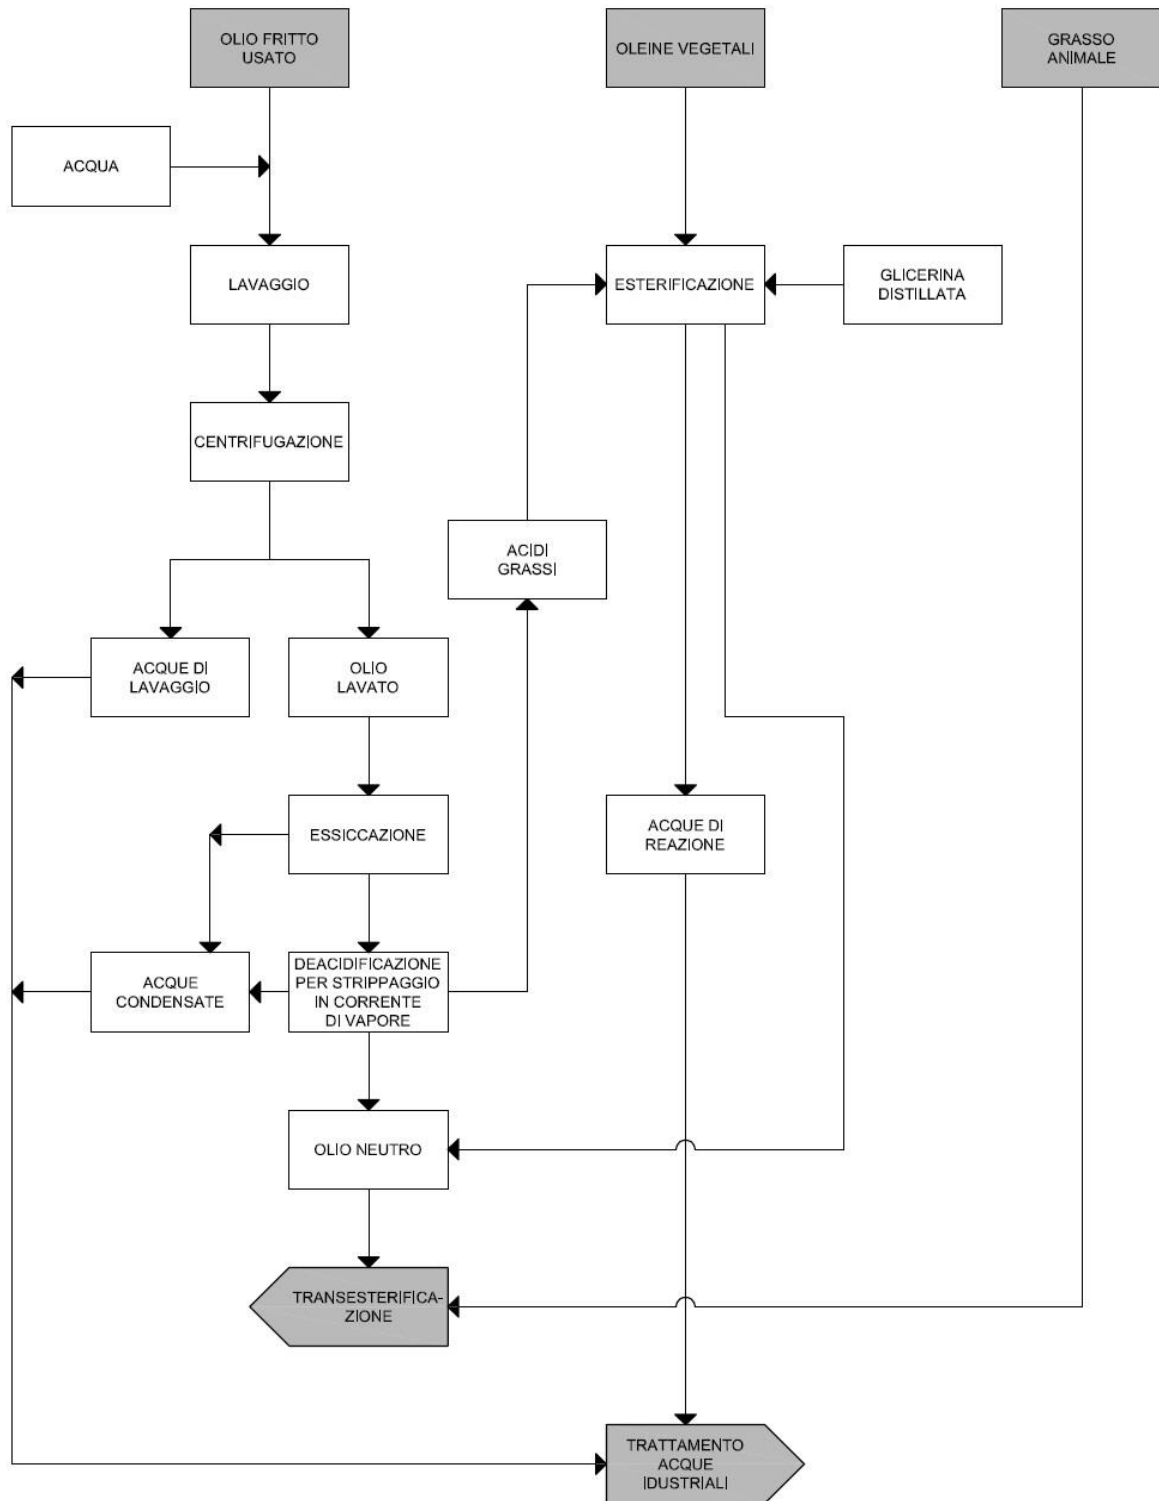 OLIO FRITTO
USATO
OLEINE VEGETALI
GRASSO
ANIMALE
ACQUA
LAVAGGIO
ESTERIFICAZIONE
GLICERINA
DISTILLATA
CENTRIFUGAZIONE
ACIDI
GRASSI
ACQUE DI
LAVAGGIO
OLIO
LAVATO
ESSICCAZIONE
ACQUE DI
REAZIONE
ACQUE
CONDENSATE
DEACIDIFICAZIONE
PER STRIPPAGGIO
IN CORRENTE
DI VAPORE
OLIO NEUTRO
TRANSESTERIFICA-
ZIONE
TRATTAMENTO
ACQUE
IDUSTRIALI